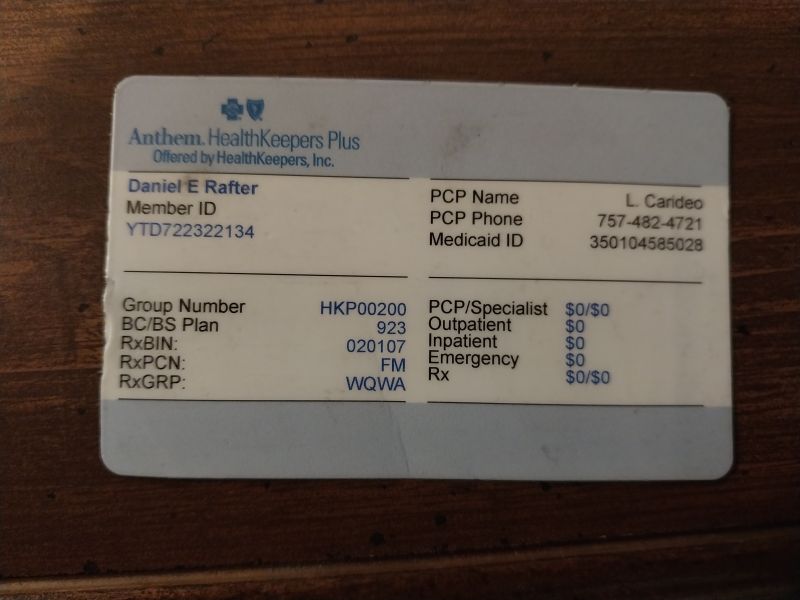 Anthem. HealthKeepers Plus
Offered by HealthKeepers, Inc.
Daniel E Rafter
Member ID
YTD722322134
PCP Name L. Carideo
PCP Phone 757-482-4721
Medicaid ID 350104585028
Group Number HKP00200
BC/BS Plan 923
RxBIN: 020107
RxPCN: FM
RxGRP: WQWA
PCP/Specialist $0/$0
Outpatient $0
Inpatient $0
Emergency $0
Rx $0/$0